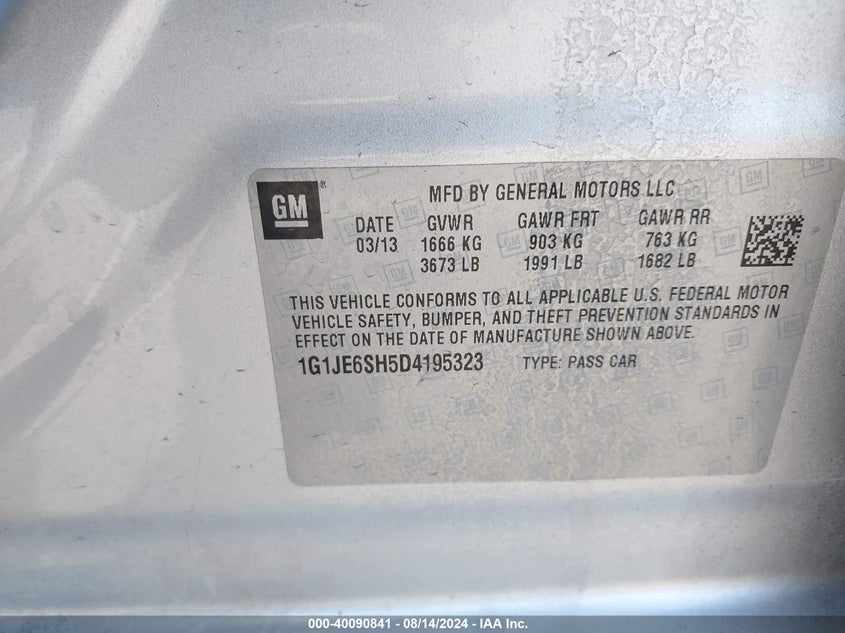 GM
®
MFD BY GENERAL MOTORS LLC
DATE GVWR GAWR FRT GAWR RR
03/13 1666 KG 903 KG 763 KG
3673 LB 1991 LB 1682 LB
THIS VEHICLE CONFORMS TO ALL APPLICABLE U.S. FEDERAL MOTOR
VEHICLE SAFETY, BUMPER, AND THEFT PREVENTION STANDARDS IN
EFFECT ON THE DATE OF MANUFACTURE SHOWN ABOVE.
1G1JE6SH5D4195323 TYPE: PASS CAR
000-40090841 - 08/14/2024 - IAA Inc.